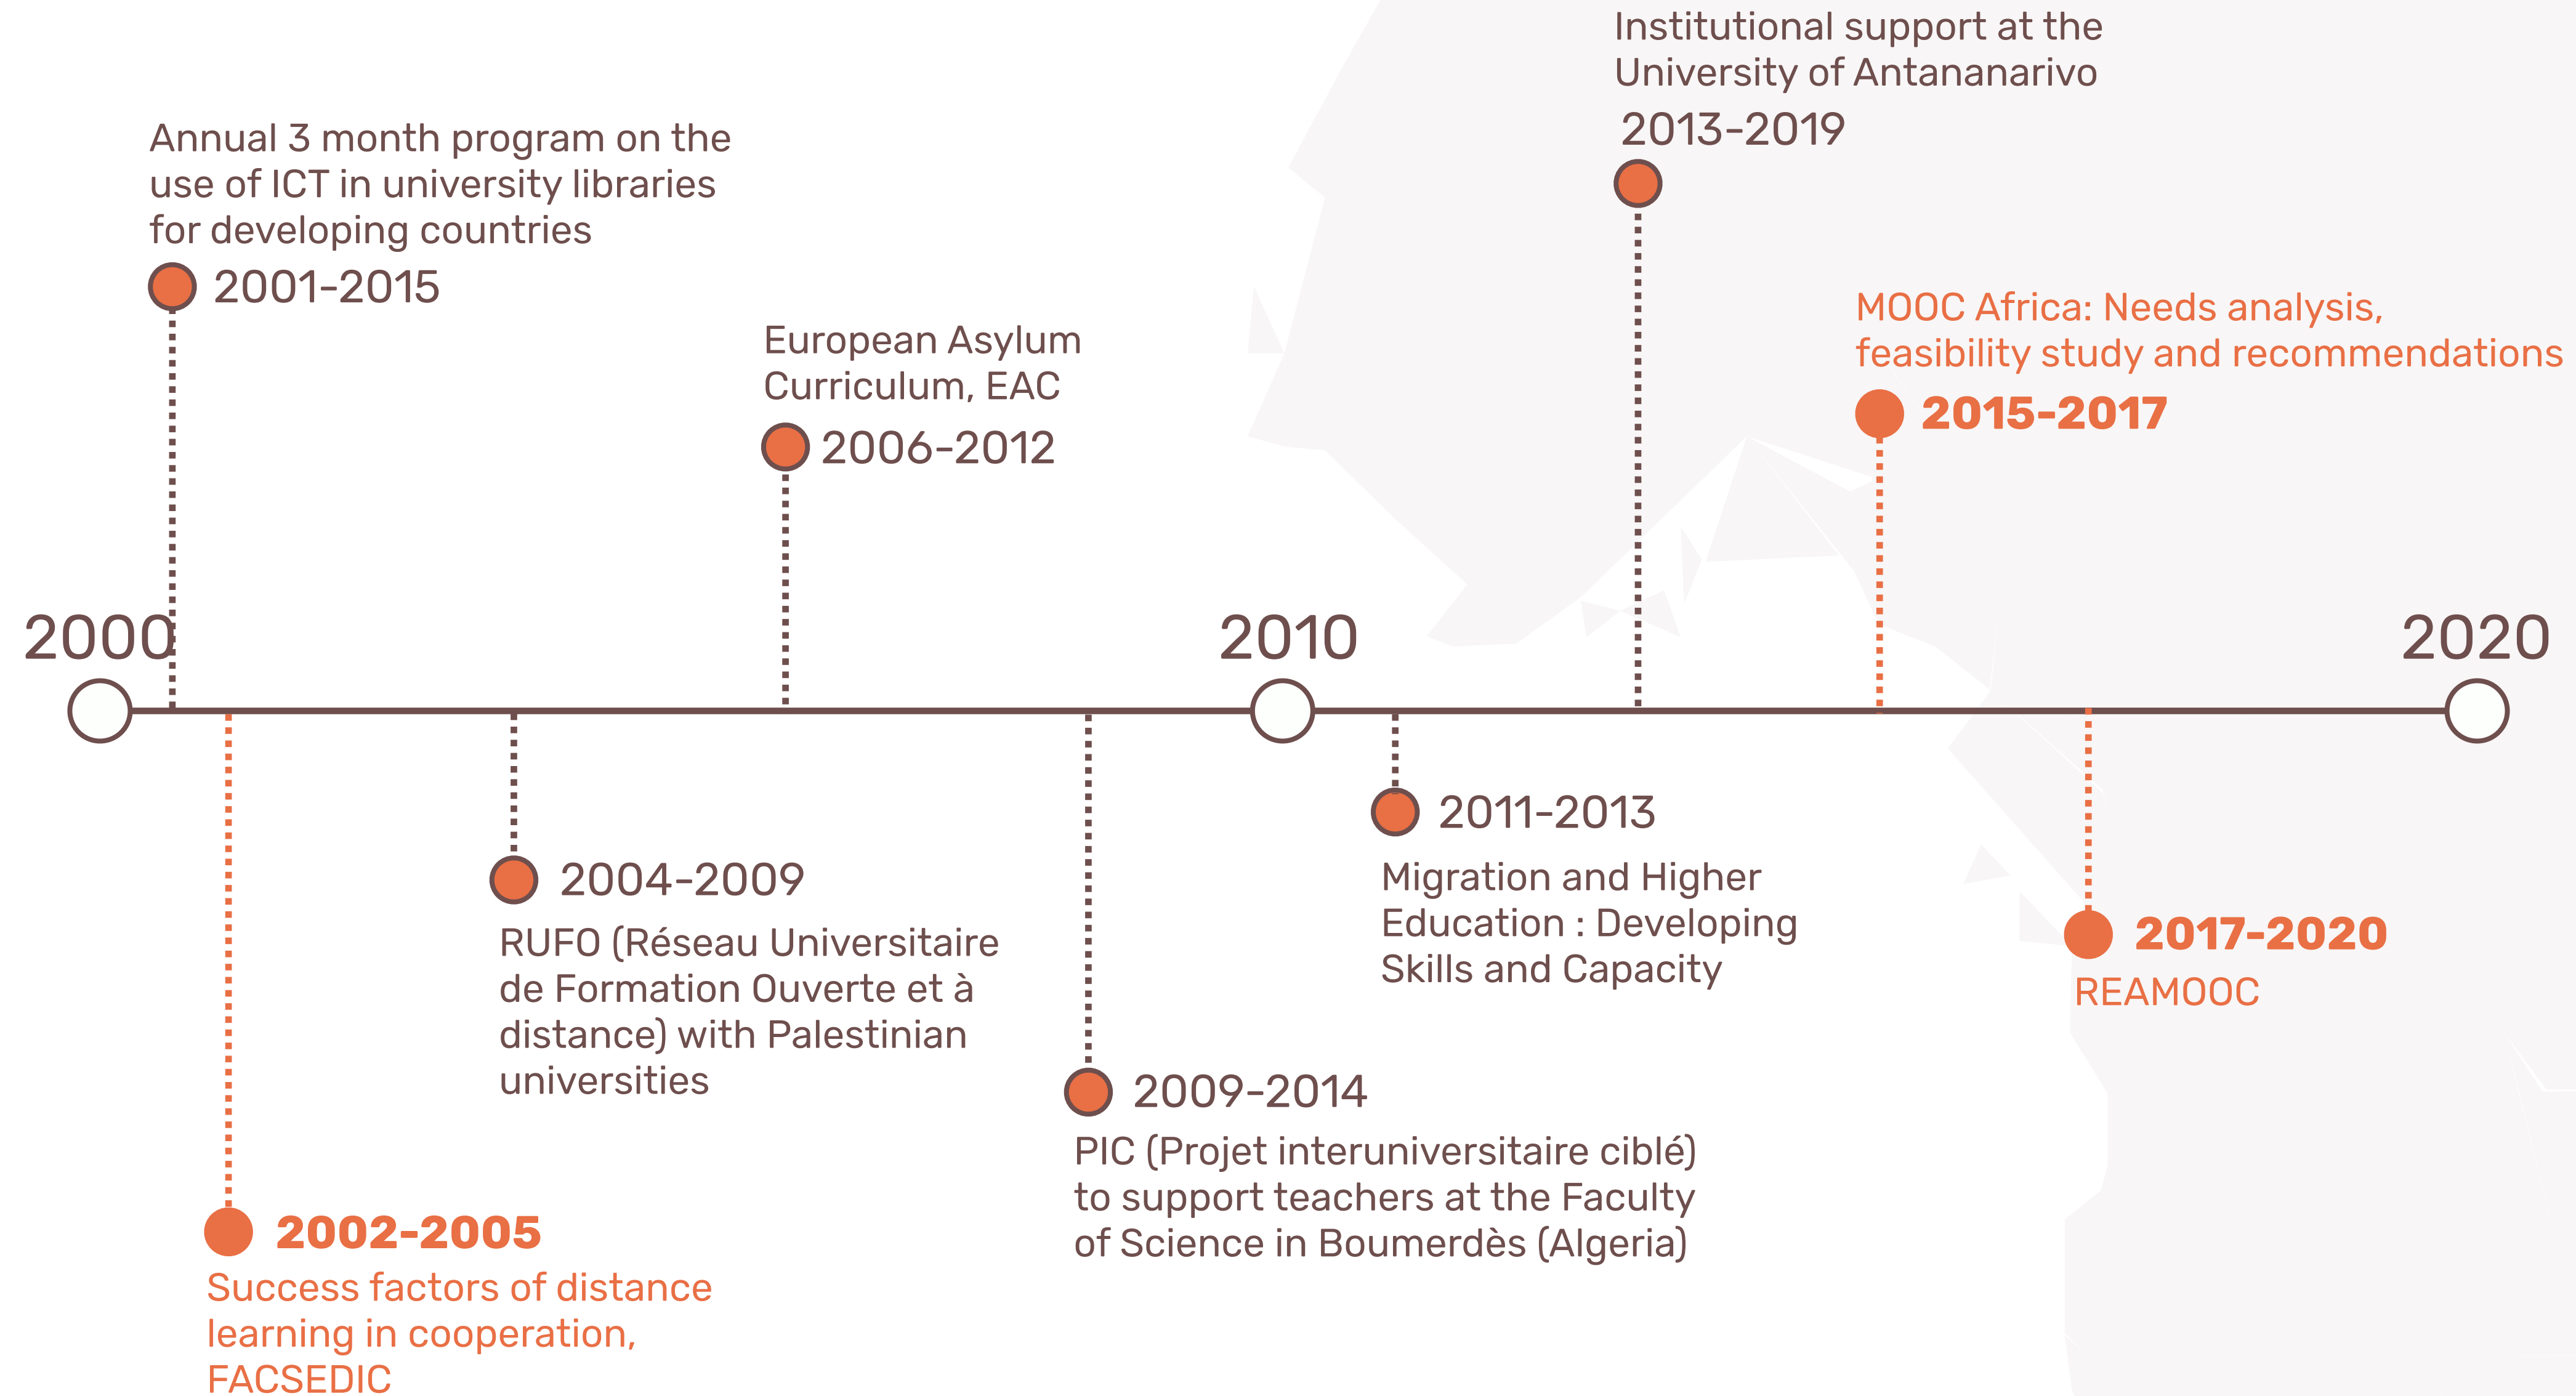 Institutional support at the
University of Antananarivo
2013-2019
Annual 3 month program on the
use of ICT in university libraries
for developing countries
2001-2015
European Asylum
Curriculum, EAC
2006-2012
MOOC Africa: Needs analysis,
feasibility study and recommendations
2015-2017
2000
2010
2020
2011-2013
Migration and Higher
Education : Developing
Skills and Capacity
2004-2009
RUFO (Réseau Universitaire
de Formation Ouverte et à
distance) with Palestinian
universities
2017-2020
REAMOOC
2009-2014
PIC (Projet interuniversitaire ciblé)
to support teachers at the Faculty
of Science in Boumerdès (Algeria)
2002-2005
Success factors of distance
learning in cooperation,
FACSEDIC